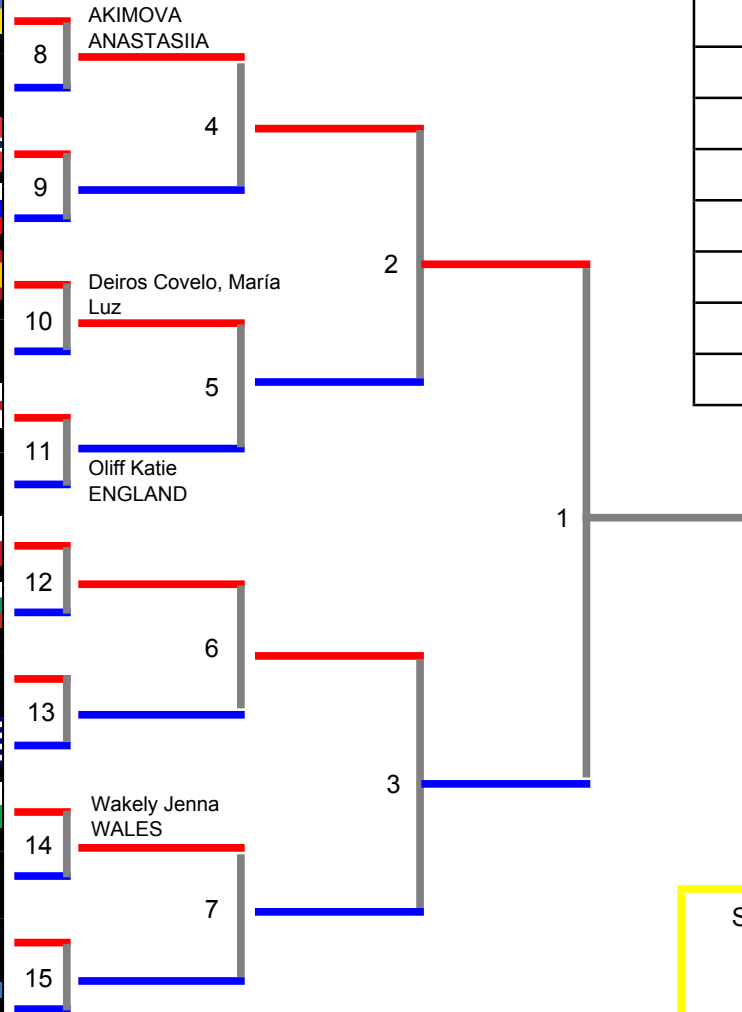 AKIMOVA
ANASTASIIA
8
4
9
2
Deiros Covelo, María
Luz
10
5
11
Oliff Katie
ENGLAND
1
12
6
13
3
Wakely Jenna
WALES
14
7
S
15